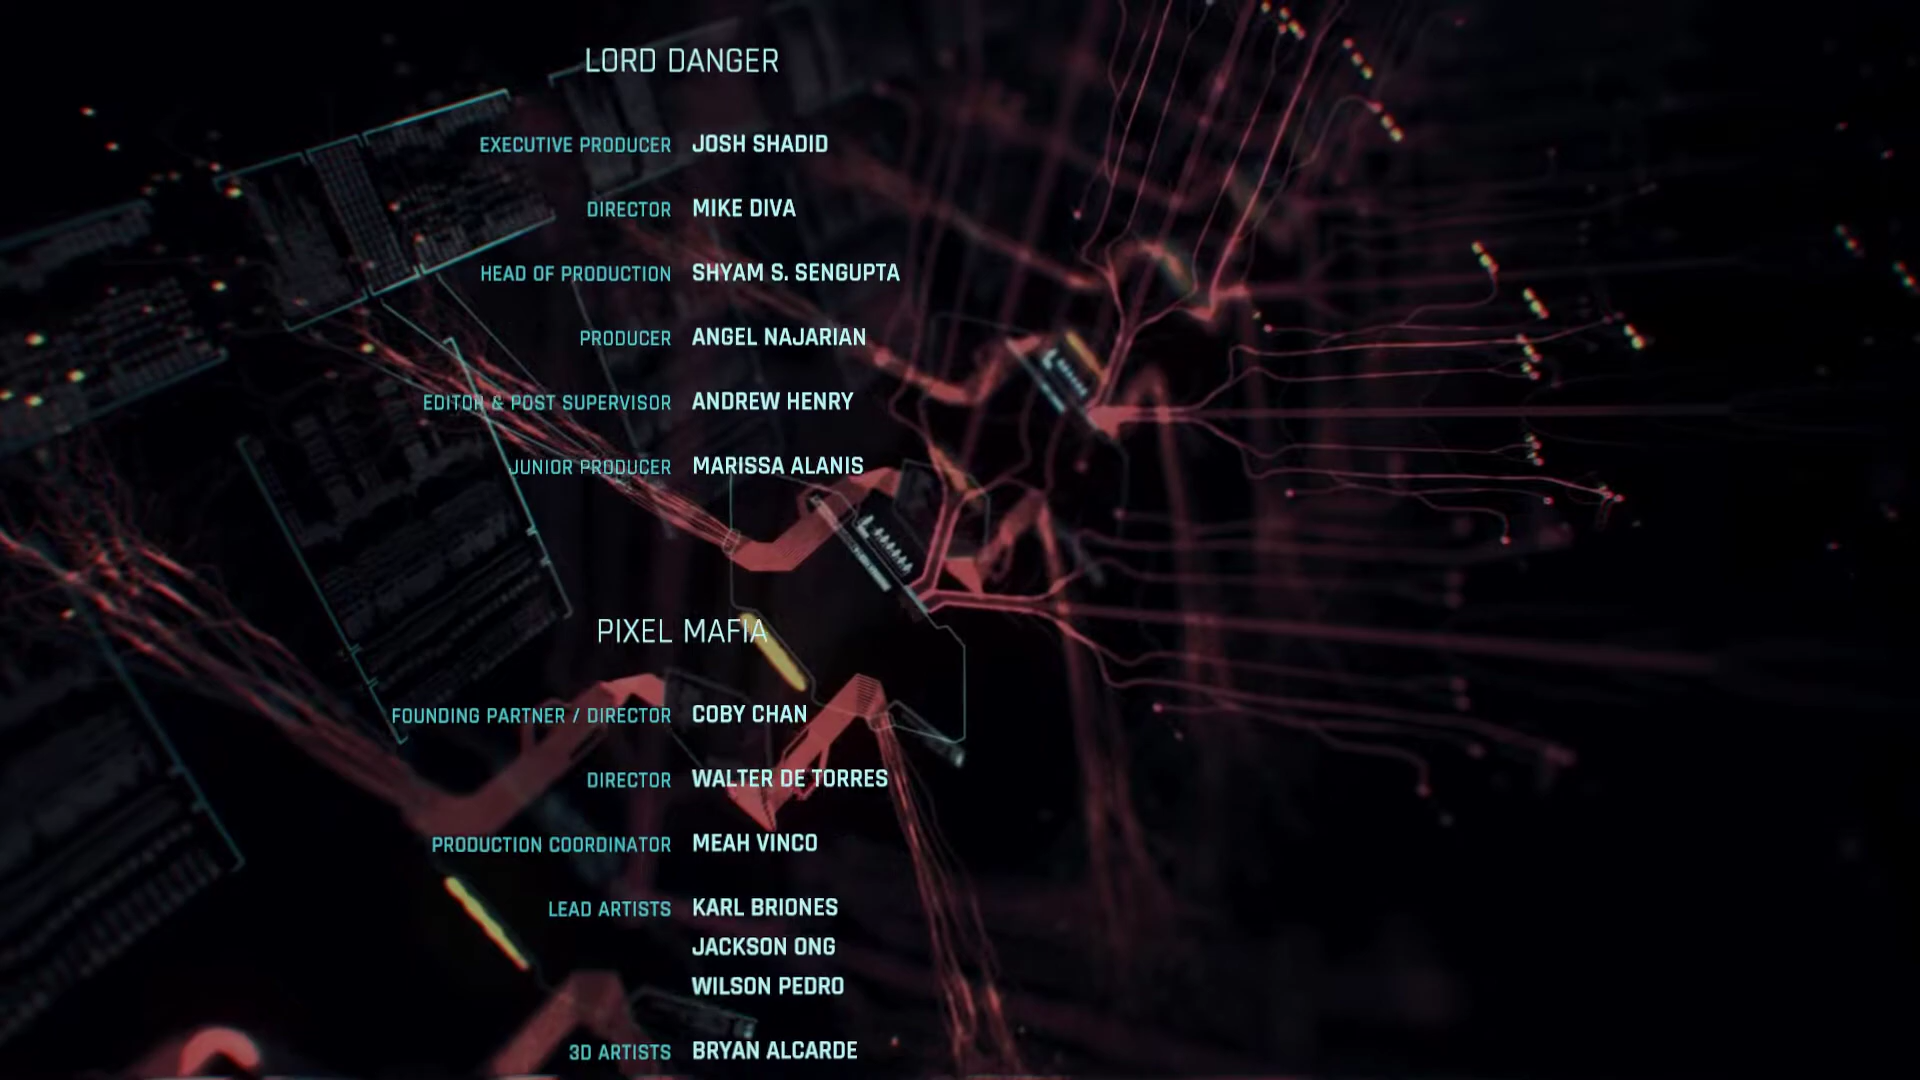 LORD DANGER
EXECUTIVE PRODUCER JOSH SHADID
DIRECTOR MIKE DIVA
HEAD OF PRODUCTION SHYAM S. SENGUPTA
PRODUCER ANGEL NAJARIAN
EDITOR & POST SUPERVISOR ANDREW HENRY
JUNIOR PRODUCER MARISSA ALANIS
PIXEL MAFIA
FOUNDING PARTNER / DIRECTOR COBY CHAN
DIRECTOR WALTER DE TORRES
PRODUCTION COORDINATOR MEAH VINCO
LEAD ARTISTS KARL BRIONES
JACKSON ONG
WILSON PEDRO
3D ARTISTS BRYAN ALCARDE